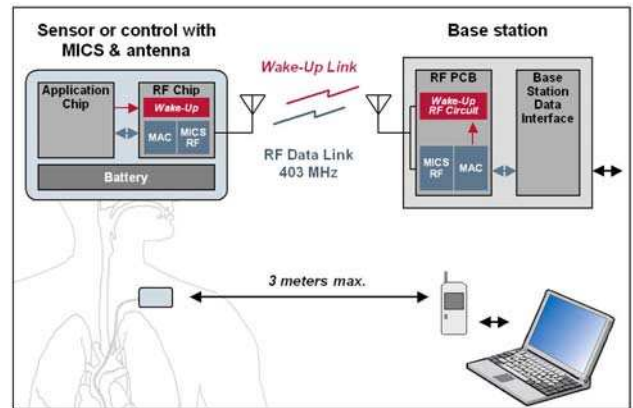 Sensor or control with
MICS & antenna
Base station
Application
Chip
RF Chip
Wake-Up
MAC
MICS
RF
Battery
Wake-Up Link
RF Data Link
403 MHz
RF PCB
Wake-Up
RF Circuit
MICS
RF
MAC
Base
Station
Data
Interface
3 meters max.